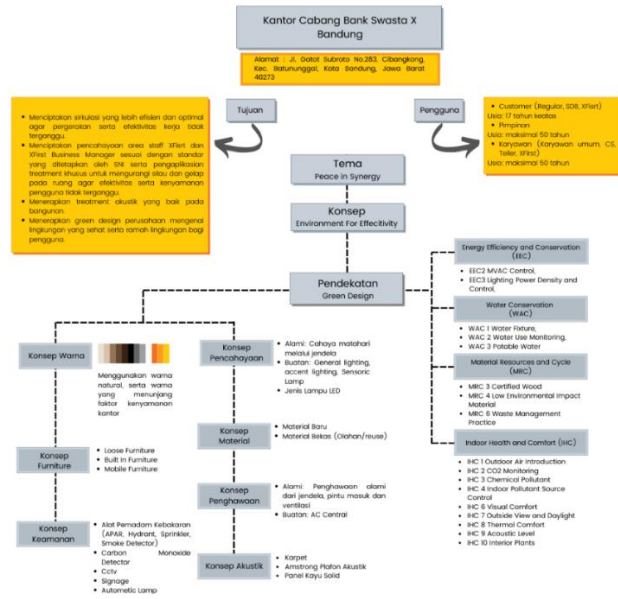 Kantor Cabang Bank Swasta X
Bandung
Alamat : Jl. Gatot Subroto No.283, Cibangkong,
Kec. Batununggal, Kota Bandung, Jawa Barat
40273
Tujuan
Pengguna
• Menciptakan sirkulasi yang lebih efisien dan optimal
agar pergerakan serta efektivitas kerja tidak
terganggu.
• Menciptakan pencahayaan area staff XFiert dan
XFirst Business Manager sesuai dengan standar
yang ditetapkan oleh SNI serta pengaplikasian
treatment khusus untuk mengurangi silau dan gelap
pada ruang agar efektivitas serta kenyamanan
pengguna tidak terganggu.
• Menerapkan treatment akustik yang baik pada
bangunan.
• Menerapkan green design perusahaan mengenai
lingkungan yang sehat serta ramah lingkungan bagi
pengguna.
• Customer (Regular, SDB, XFiert)
Usia: 17 tahun keatas
• Pimpinan
Usia: maksimal 50 tahun
• Karyawan (Karyawan umum, CS,
Teller, XFirst)
Usia: maksimal 50 tahun
Tema
Peace in Synergy
Konsep
Environment For Effecitivity
Pendekatan
Green Design
Konsep Warna
Menggunakan warna
natural, serta warna
yang menunjang
faktor kenyamanan
kantor
Konsep
Furniture
• Loose Furniture
• Built In Furniture
• Mobile Furniture
Konsep
Keamanan
• Alat Pemadam Kebakaran
(APAR, Hydrant, Sprinkler,
Smoke Detector)
• Carbon Monoxide
Detector
• Cctv
• Signage
• Autometic Lamp
Konsep
Pencahayaan
• Alami: Cahaya matahari
melalui jendela
• Buatan: General lighting,
accent lighting, Sensoric
Lamp
• Jenis Lampu LED
Konsep
Material
• Material Baru
• Material Bekas (Olahan/reuse)
Konsep
Penghawaan
• Alami: Penghawaan alami
dari jendela, pintu masuk dan
ventilasi
• Buatan: AC Central
Konsep Akustik
• Karpet
• Amstrong Plafon Akustik
• Panel Kayu Solid
Energy Efficiency and Conservation
(EEC)
• EEC2 MVAC Control,
• EEC3 Lighting Power Density and
Control,
Water Conservation
(WAC)
• WAC 1 Water Fixture,
• WAC 2 Water Use Monitoring,
• WAC 3 Potable Water
Material Resources and Cycle
(MRC)
• MRC 3 Certified Wood
• MRC 4 Low Environmental Impact
Material
• MRC 6 Waste Management
Practice
Indoor Health and Comfort (IHC)
• IHC 1 Outdoor Air Introduction
• IHC 2 CO2 Monitoring
• IHC 3 Chemical Pollutant
• IHC 4 Indoor Pollutant Source
Control
• IHC 6 Visual Comfort
• IHC 7 Outside View and Daylight
• IHC 8 Thermal Comfort
• IHC 9 Acoustic Level
• IHC 10 Interior Plants